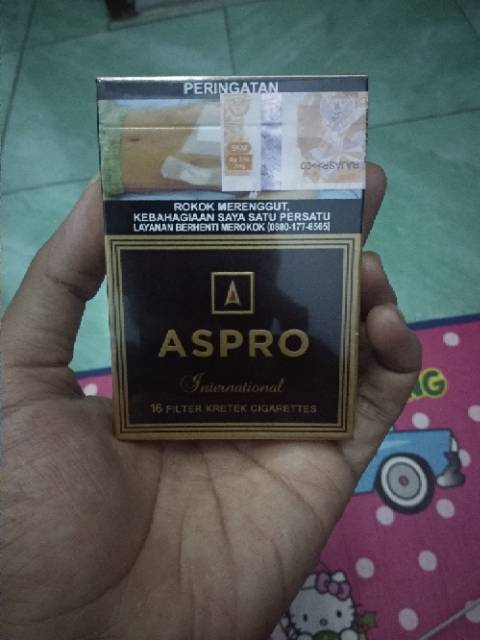 PERINGATAN
SKM
ROKOK MERENGGUT,
KEBAHAGIAAN SAYA SATU PERSATU
LAYANAN BERHENTI MEROKOK (0800-177-6565)
A
ASPRO
International
16 FILTER KRETEK CIGARETTES